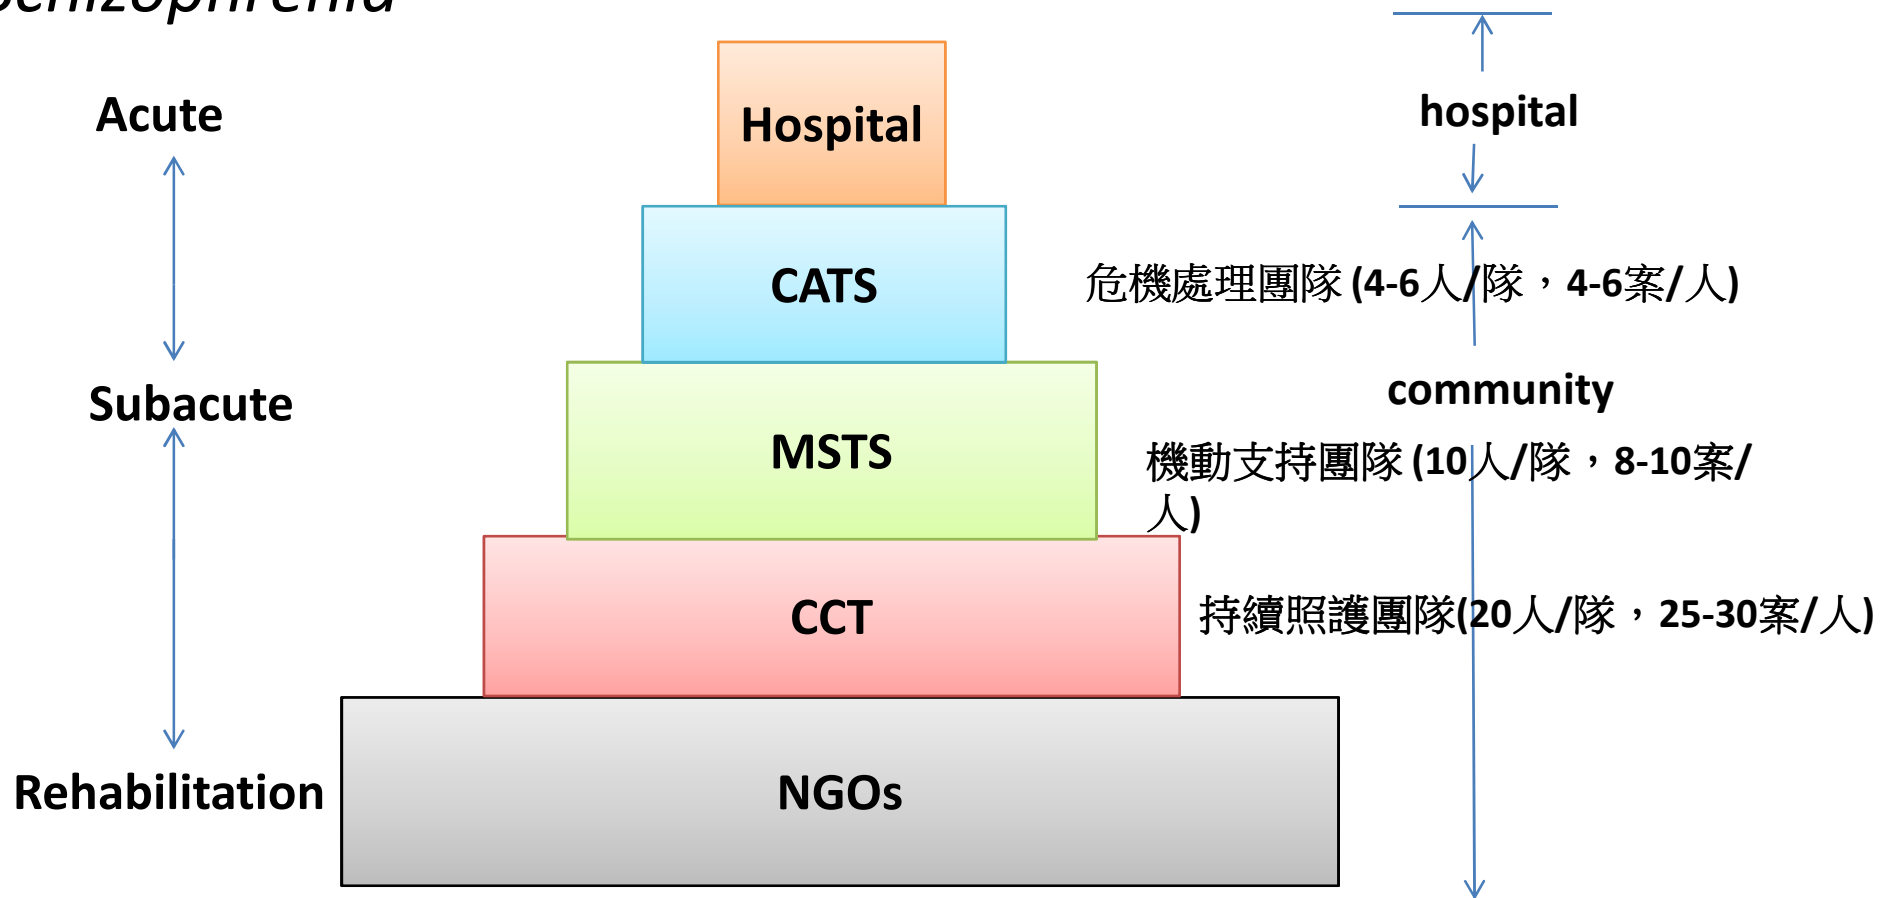 Acute
Hospital
hospital
CATS
危機處理團隊 (4-6人/隊，4-6案/人)
Subacute
community
MSTS
機動支持團隊 (10人/隊，8-10案/
人)
CCT
持續照護團隊(20人/隊，25-30案/人)
Rehabilitation
NGOs